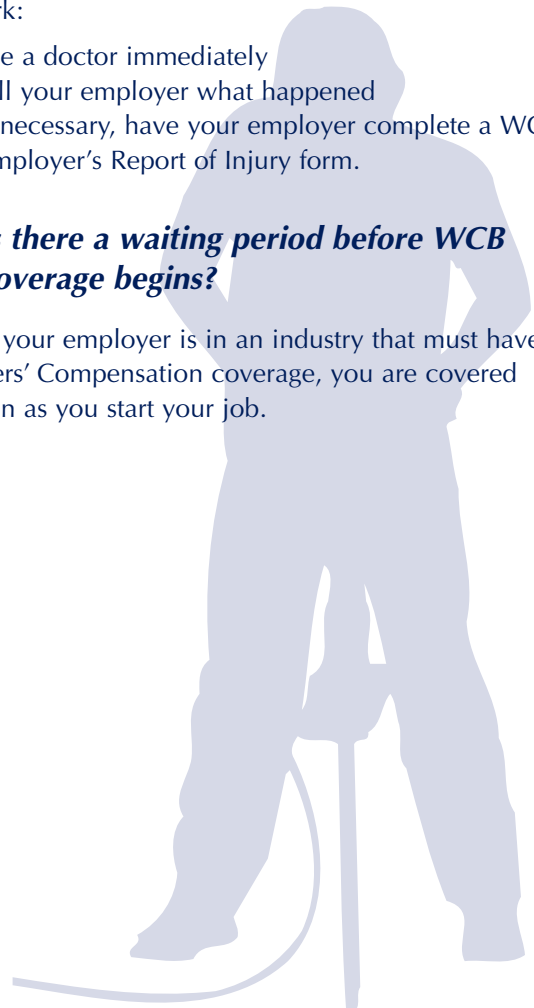 rk:
e a doctor immediately
ll your employer what happened
necessary, have your employer complete a WC
mployer’s Report of Injury form.
s there a waiting period before WCB
overage begins?
your employer is in an industry that must have
ers’ Compensation coverage, you are covered
n as you start your job.